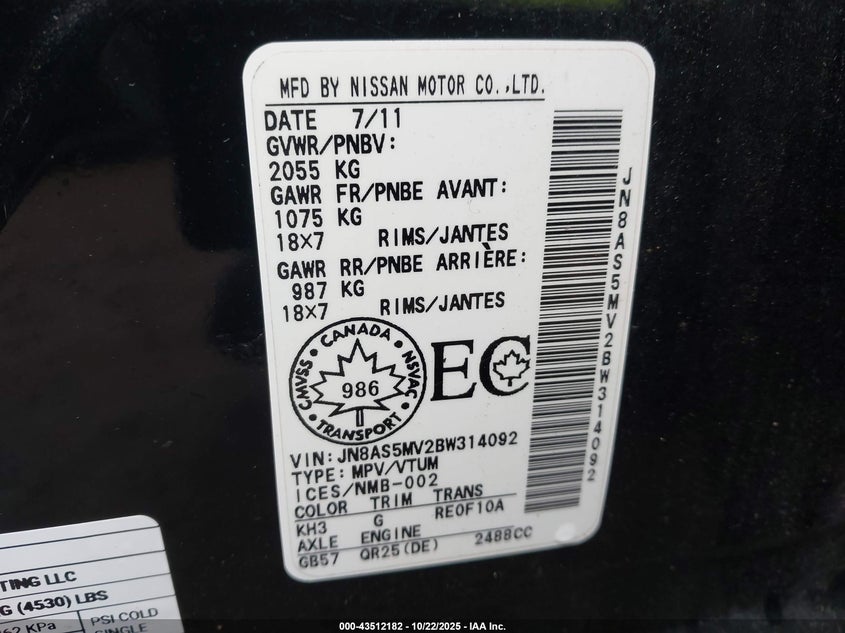 MFD BY NISSAN MOTOR CO.,LTD.
DATE 7/11
GVWR/PNBV:
2055 KG
GAWR FR/PNBE AVANT:
1075 KG
18×7 RIMS/JANTES
GAWR RR/PNBE ARRIÈRE:
987 KG
18×7 RIMS/JANTES
CANADA
CMVSS NSVAC
986
TRANSPORT
EC
VIN: JN8AS5MV2BW314092
TYPE: MPV/VTUM
ICES/NMB-002
COLOR TRIM TRANS
KH3 G RE0F10A
AXLE ENGINE
GB57 QR25(DE) 2488CC
JN8AS5MV2BW314092
TING LLC
G (4530) LBS
KPa PSI COLD
SINGLE
000-43512182 - 10/22/2025 - IAA Inc.